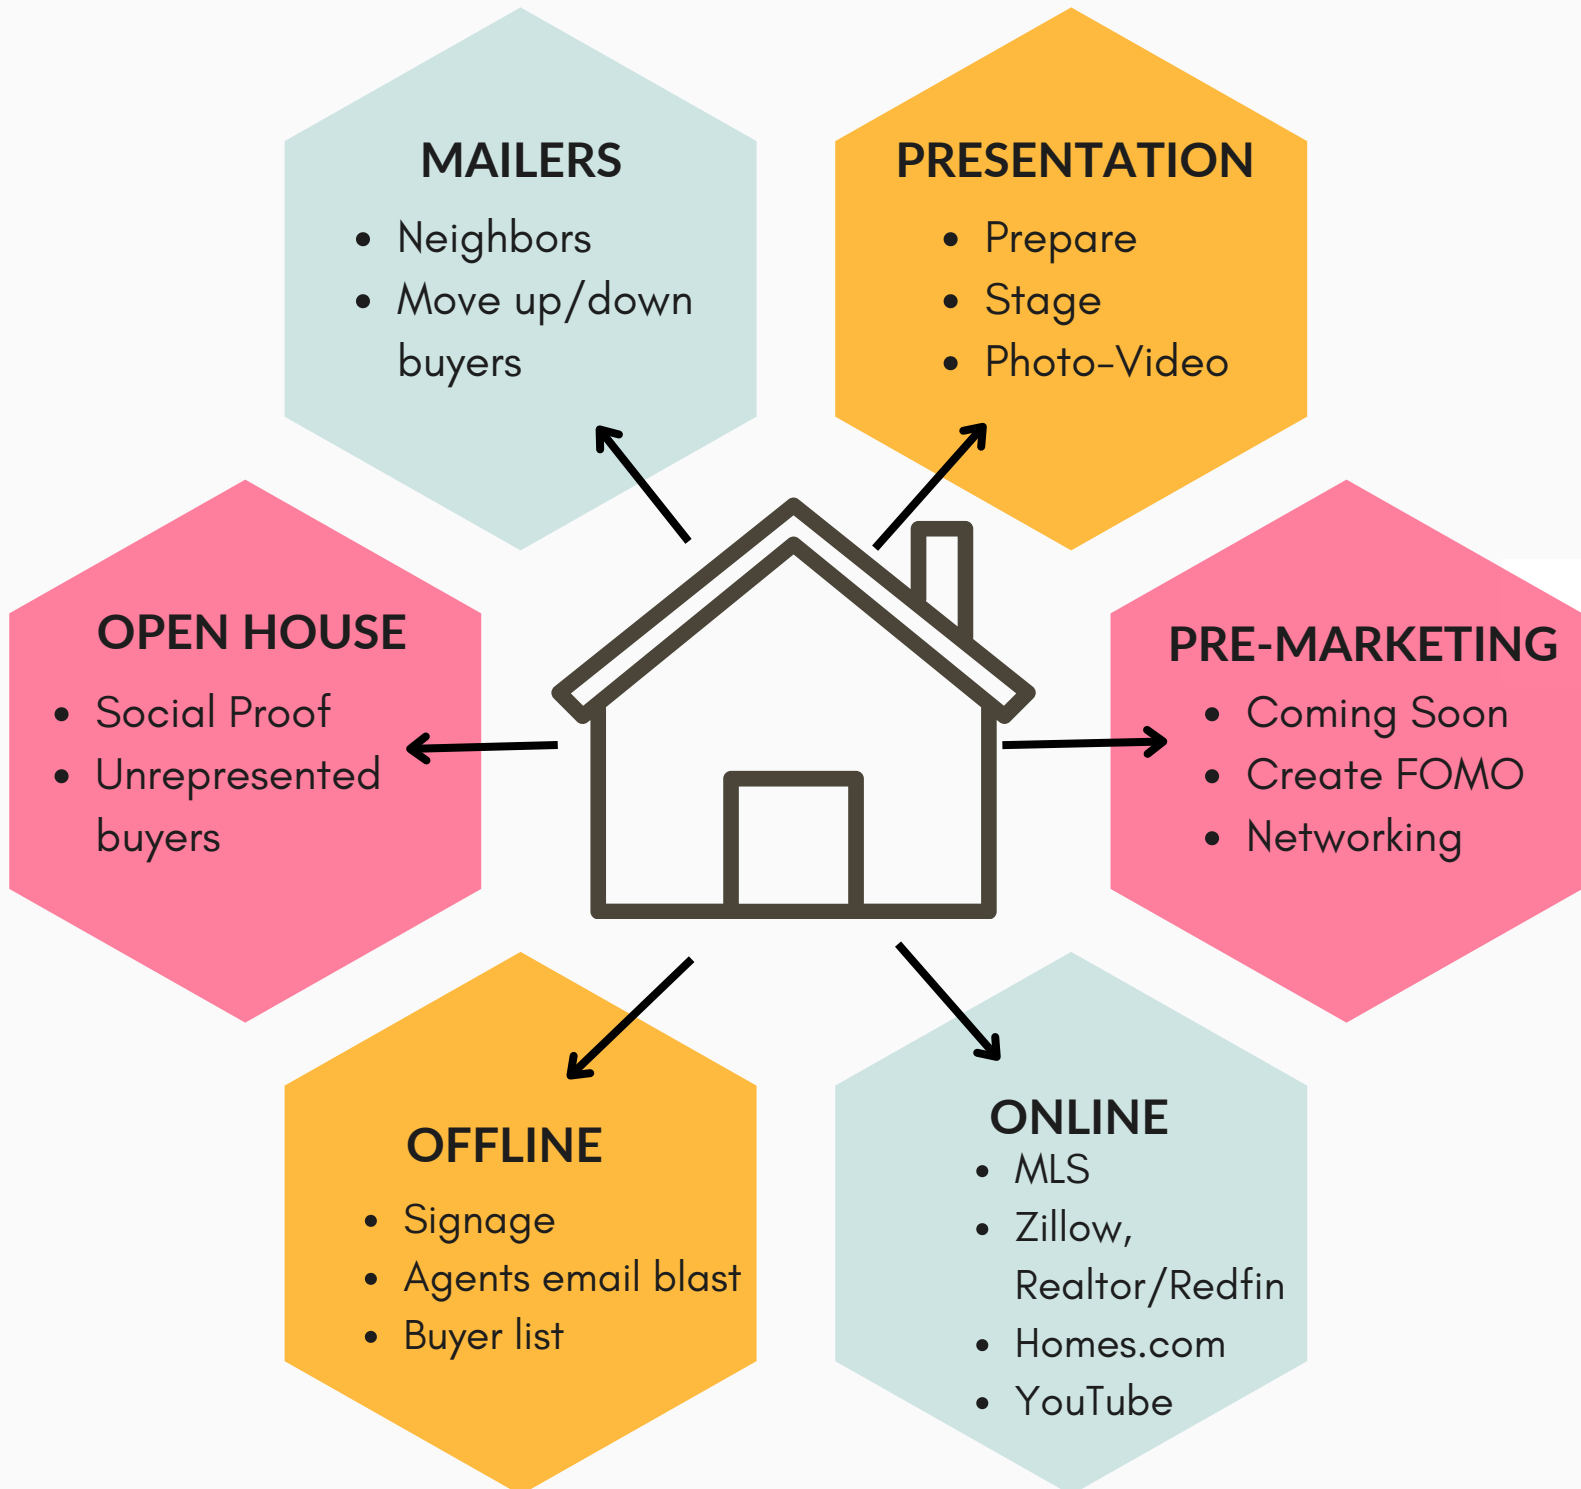 MAILERS
• Neighbors
• Move up/down
buyers
PRESENTATION
• Prepare
• Stage
• Photo-Video
OPEN HOUSE
• Social Proof
• Unrepresented
buyers
PRE-MARKETING
• Coming Soon
• Create FOMO
• Networking
OFFLINE
• Signage
• Agents email blast
• Buyer list
ONLINE
• MLS
• Zillow,
Realtor/Redfin
• Homes.com
• YouTube